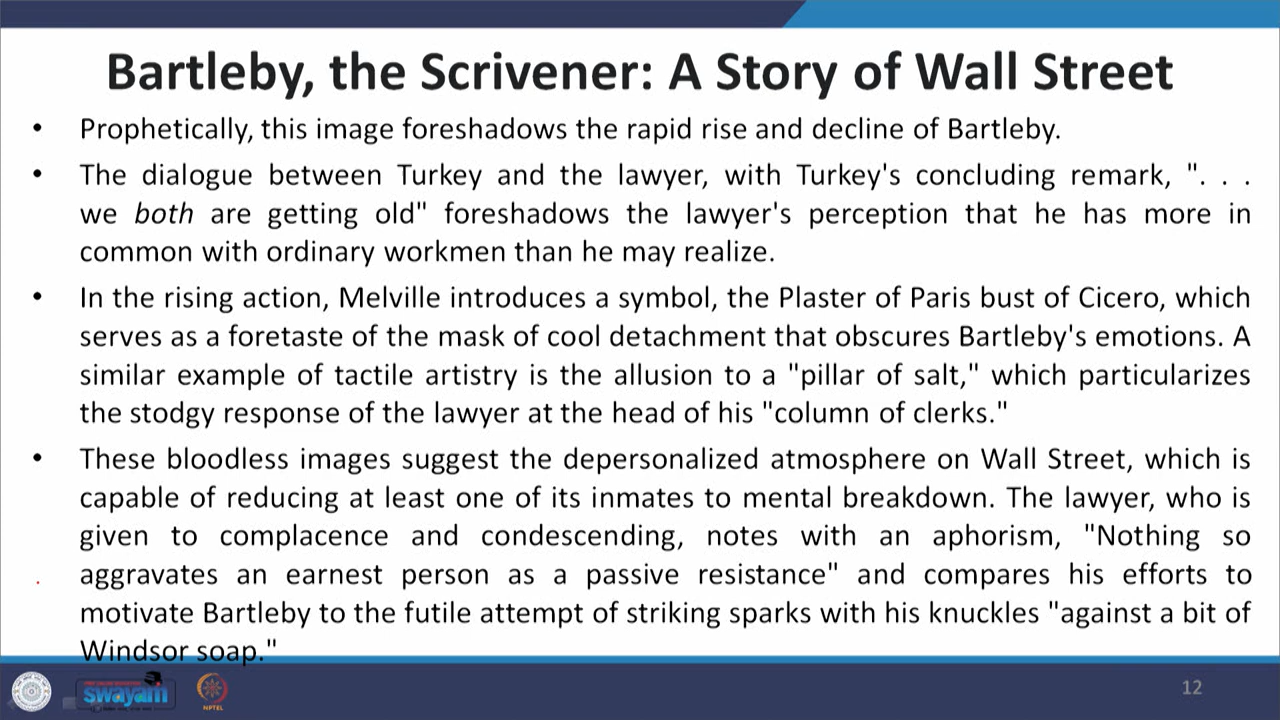 Bartleby, the Scrivener: A Story of Wall Street
• Prophetically, this image foreshadows the rapid rise and decline of Bartleby.
• The dialogue between Turkey and the lawyer, with Turkey's concluding remark, ". . .
we both are getting old" foreshadows the lawyer's perception that he has more in
common with ordinary workmen than he may realize.
• In the rising action, Melville introduces a symbol, the Plaster of Paris bust of Cicero, which
serves as a foretaste of the mask of cool detachment that obscures Bartleby's emotions. A
similar example of tactile artistry is the allusion to a "pillar of salt," which particularizes
the stodgy response of the lawyer at the head of his "column of clerks."
• These bloodless images suggest the depersonalized atmosphere on Wall Street, which is
capable of reducing at least one of its inmates to mental breakdown. The lawyer, who is
given to complacence and condescending, notes with an aphorism, "Nothing so
aggravates an earnest person as a passive resistance" and compares his efforts to
motivate Bartleby to the futile attempt of striking sparks with his knuckles "against a bit of
Windsor soap."
swayam
NPTEL
12